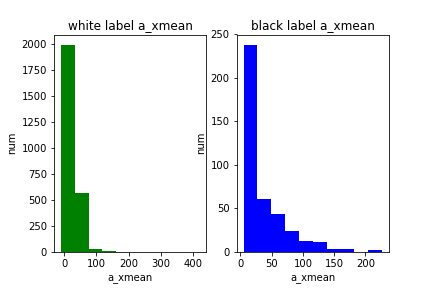 white label a_xmean
black label a_xmean
num
2000
1750
1500
1250
1000
750
500
250
0
0 100 200 300 400
a_xmean
num
250
200
150
100
50
0
0 50 100 150 200
a_xmean